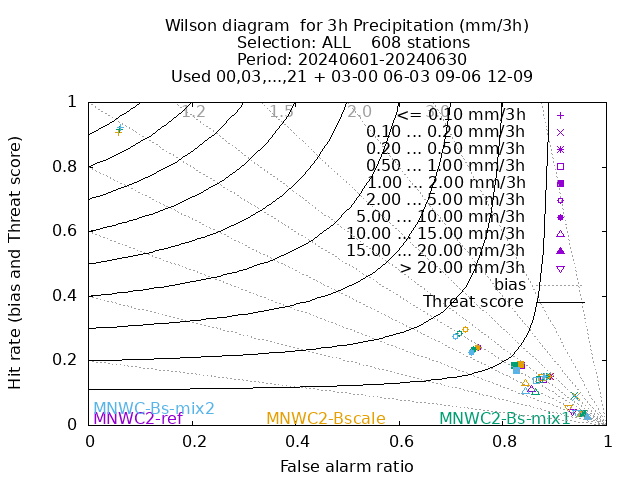 Wilson diagram  for 3h Precipitation (mm/3h)
Selection: ALL    608 stations
Period: 20240601-20240630
Used 00,03,...,21 + 03-00 06-03 09-06 12-09
1.2 1.5 2.0 3.0
<= 0.10 mm/3h
0.10 ... 0.20 mm/3h
0.20 ... 0.50 mm/3h
0.50 ... 1.00 mm/3h
1.00 ... 2.00 mm/3h
2.00 ... 5.00 mm/3h
5.00 ... 10.00 mm/3h
10.00 ... 15.00 mm/3h
15.00 ... 20.00 mm/3h
> 20.00 mm/3h
bias
Threat score
Hit rate (bias and Threat score)
1
0.8
0.6
0.4
0.2
0
MNWC-Bs-mix2
MNWC2-ref MNWC2-Bscale MNWC2-Bs-mix1
0 0.2 0.4 0.6 0.8 1
False alarm ratio